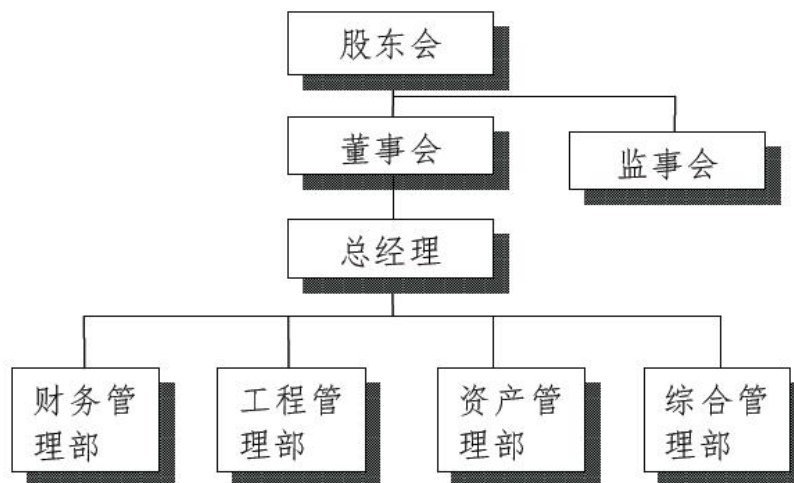 股东会
董事会
监事会
总经理
财务管
理部
工程管
理部
资产管
理部
综合管
理部